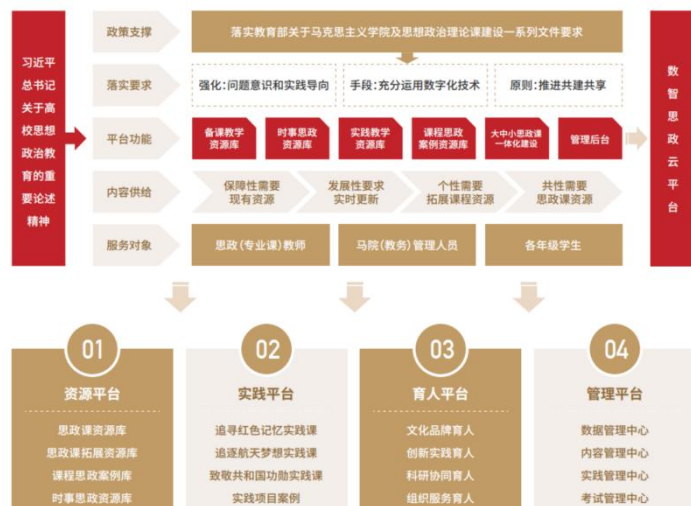 习近平
总书记
关于高
校思想
政治教
育的重
要论述
精神
政策支撑
落实教育部关于马克思主义学院及思想政治理论课建设一系列文件要求
落实要求
强化:问题意识和实践导向
手段:充分运用数字化技术
原则:推进共建共享
平台功能
备课教学
资源库
时事思政
资源库
实践教学
资源库
课程思政
案例资源库
大中小思政课
一体化建设
管理后台
内容供给
保障性需要
现有资源
发展性要求
实时更新
个性需要
拓展课程资源
共性需要
思政课资源
服务对象
思政(专业课)教师
马院(教务)管理人员
各年级学生
数
智
思
政
云
平
台
01
资源平台
思政课资源库
思政课拓展资源库
课程思政案例库
时事思政资源库
02
实践平台
追寻红色记忆实践课
追逐航天梦想实践课
致敬共和国功勋实践课
实践项目案例
03
育人平台
文化品牌育人
创新实践育人
科研协同育人
组织服务育人
04
管理平台
数据管理中心
内容管理中心
实践管理中心
考试管理中心